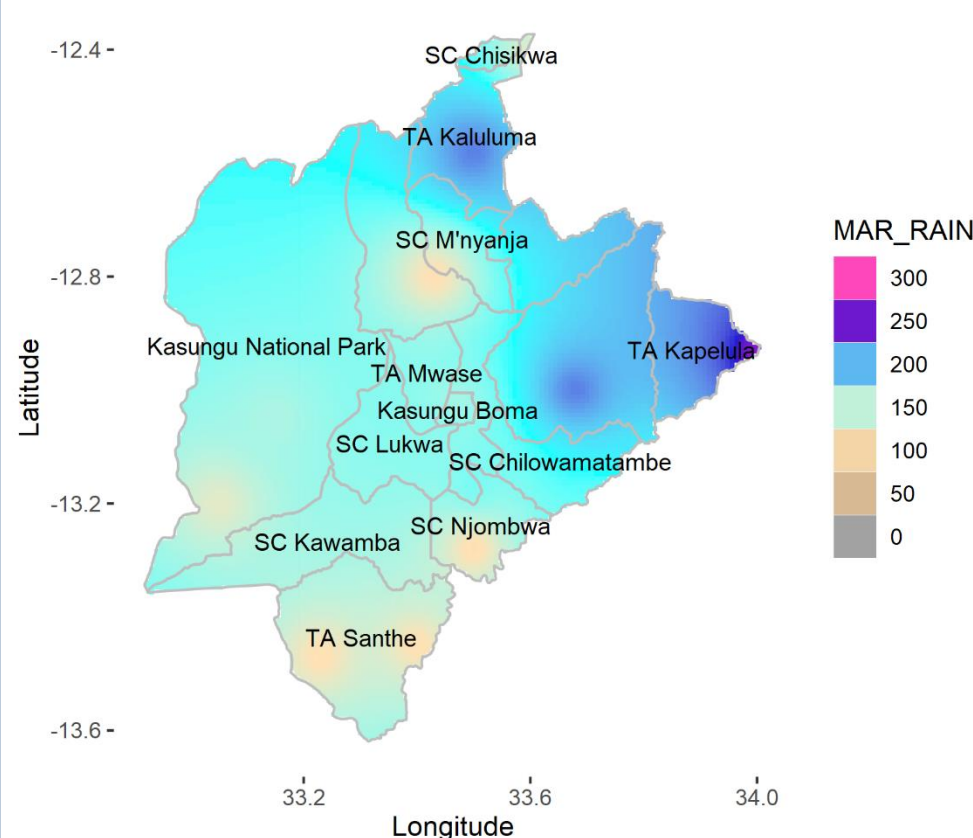 -12.4
-12.8
-13.2
-13.6
Latitude
SC Chisikwa
TA Kaluluma
SC M'nyanja
Kasungu National Park
TA Kapelula
TA Mwase
Kasungu Boma
SC Lukwa
SC Chilowamatambe
SC Njombwa
SC Kawamba
TA Santhe
33.2
33.6
34.0
Longitude
MAR_RAIN
300
250
200
150
100
50
0